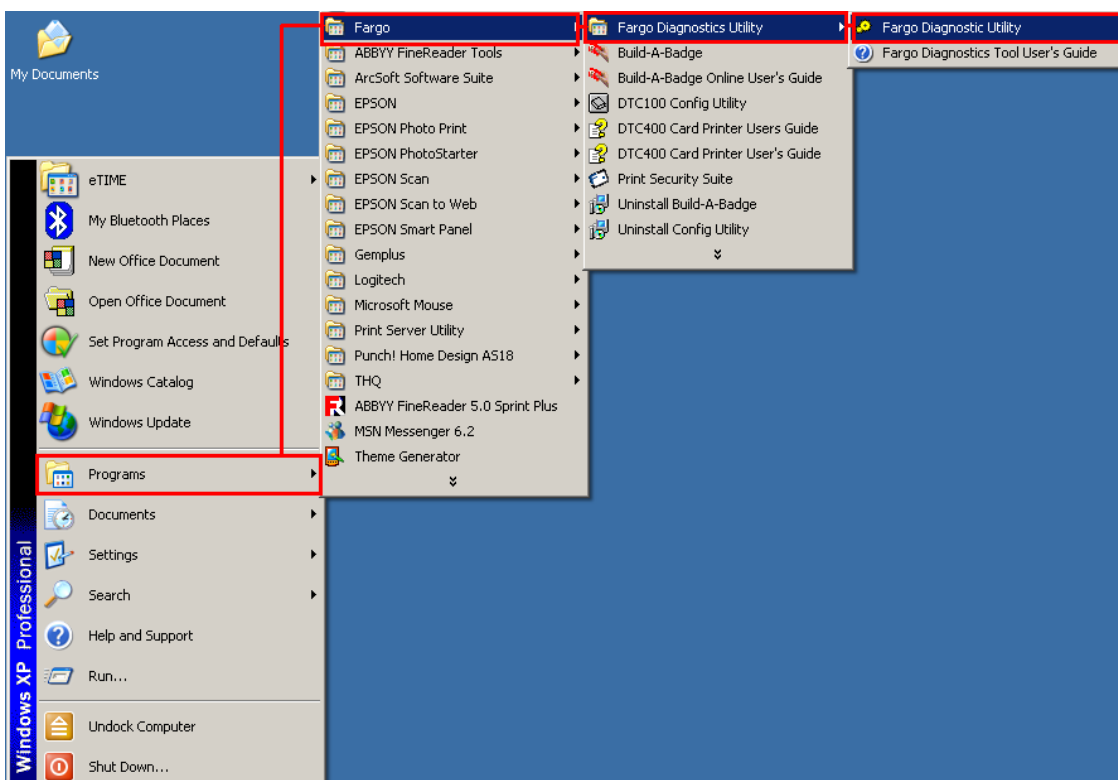 My Documents
Windows XP Professional
eTIME
My Bluetooth Places
New Office Document
Open Office Document
Set Program Access and Defaults
Windows Catalog
Windows Update
Programs
Documents
Settings
Search
Help and Support
Run...
Undock Computer
Shut Down...
Fargo
ABBYY FineReader Tools
ArcSoft Software Suite
EPSON
EPSON Photo Print
EPSON PhotoStarter
EPSON Scan
EPSON Scan to Web
EPSON Smart Panel
Gemplus
Logitech
Microsoft Mouse
Print Server Utility
Punch! Home Design AS18
THQ
ABBYY FineReader 5.0 Sprint Plus
MSN Messenger 6.2
Theme Generator
Fargo Diagnostics Utility
Build-A-Badge
Build-A-Badge Online User's Guide
DTC100 Config Utility
DTC400 Card Printer Users Guide
DTC400 Card Printer User's Guide
Print Security Suite
Uninstall Build-A-Badge
Uninstall Config Utility
Fargo Diagnostic Utility
Fargo Diagnostics Tool User's Guide